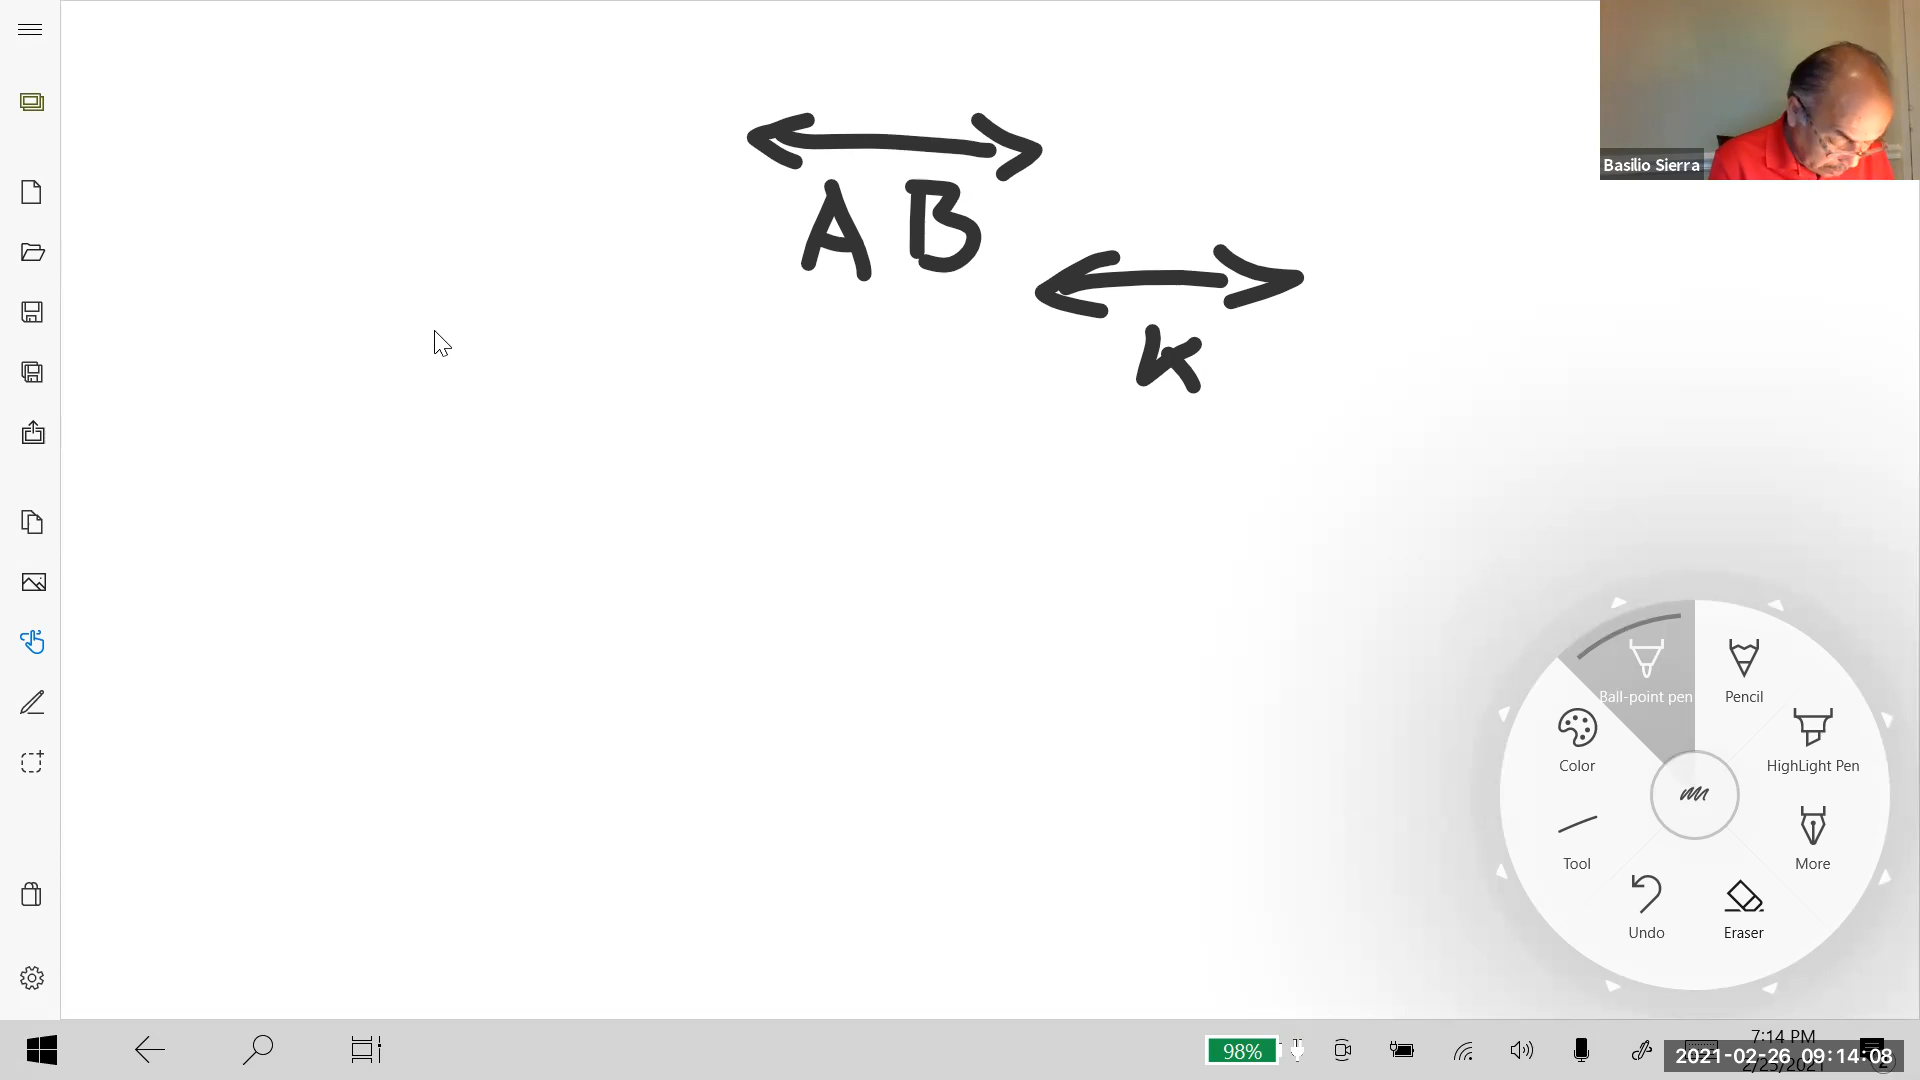 Basilio Sierra
A B
K
Ball-point pen
Pencil
Color
HighLight Pen
Tool
More
Undo
Eraser
98%
7:14 PM
2021-02-26 09:14:08